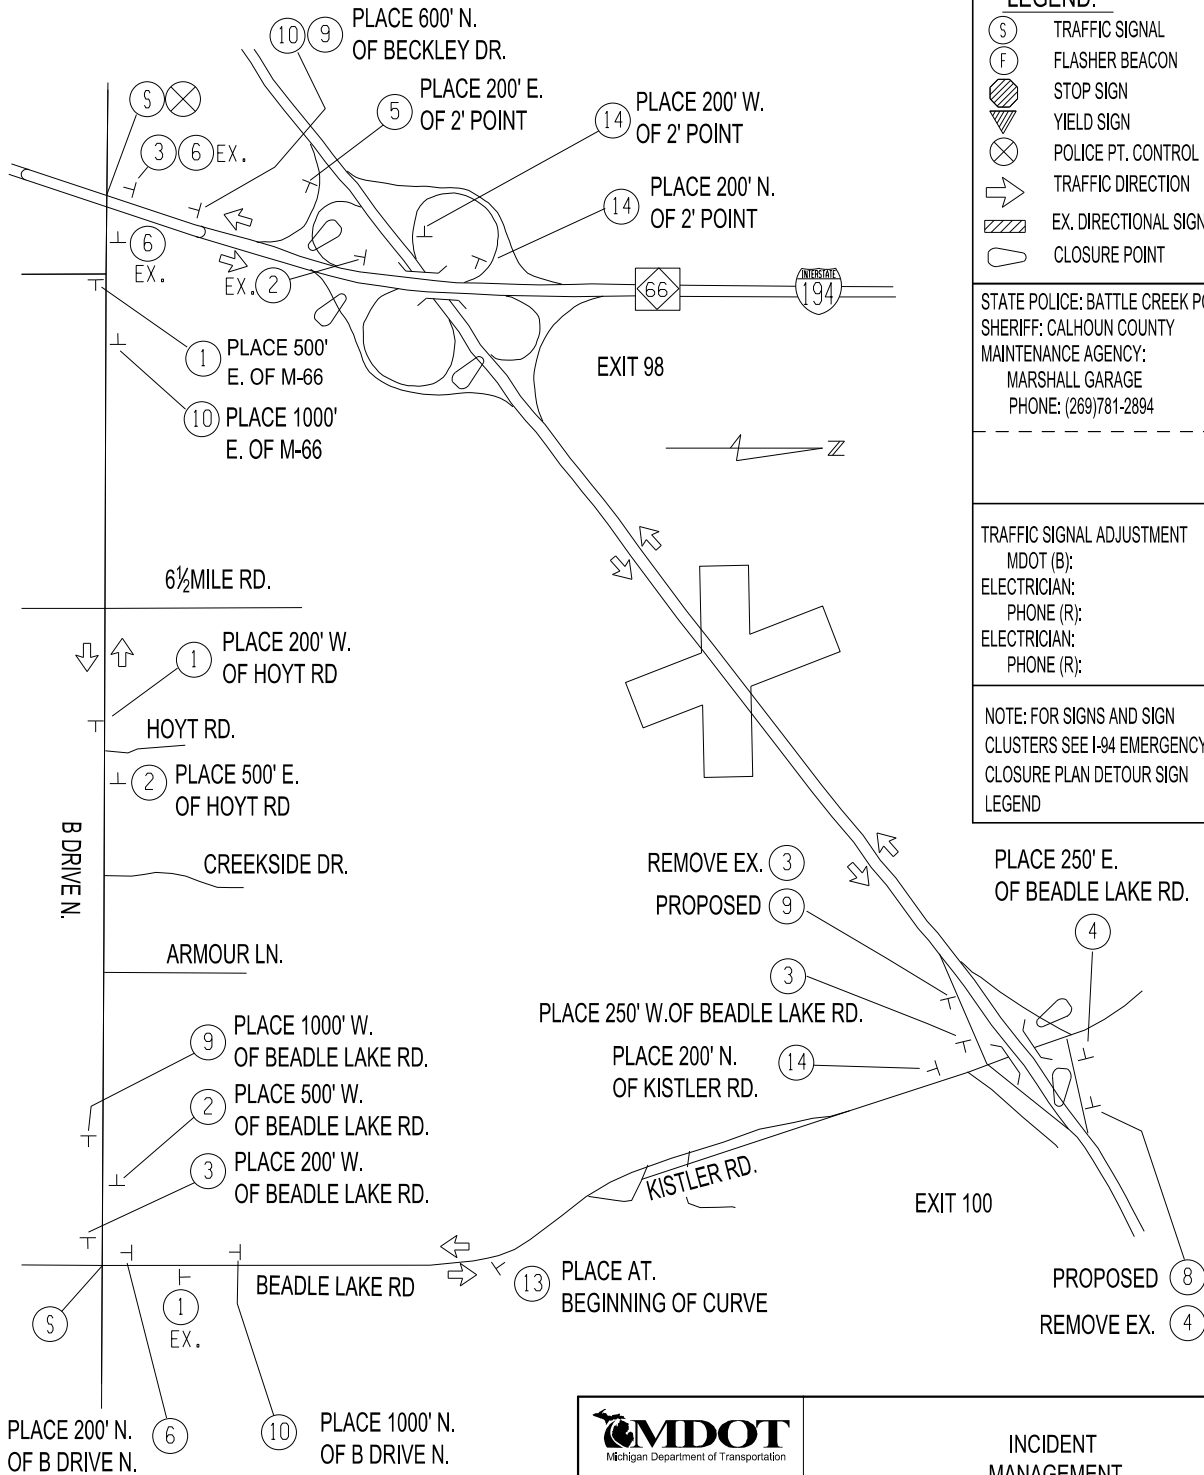 LEGEND:
S TRAFFIC SIGNAL
F FLASHER BEACON
STOP SIGN
YIELD SIGN
POLICE PT. CONTROL
TRAFFIC DIRECTION
EX. DIRECTIONAL SIGN
CLOSURE POINT
STATE POLICE: BATTLE CREEK
SHERIFF: CALHOUN COUNTY
MAINTENANCE AGENCY:
MARSHALL GARAGE
PHONE: (269)781-2894
TRAFFIC SIGNAL ADJUSTMENT
MDOT (B):
ELECTRICIAN:
PHONE (R):
ELECTRICIAN:
PHONE (R):
NOTE: FOR SIGNS AND SIGN
CLUSTERS SEE I-94 EMERGENCY
CLOSURE PLAN DETOUR SIGN
LEGEND
10 9 PLACE 600' N.
OF BECKLEY DR.
S
5 PLACE 200' E.
OF 2' POINT
14 PLACE 200' W.
OF 2' POINT
3 6 EX.
14 PLACE 200' N.
OF 2' POINT
6
EX.
EX. 2
66
INTERSTATE
194
1 PLACE 500'
E. OF M-66
EXIT 98
10 PLACE 1000'
E. OF M-66
N
6½MILE RD.
1 PLACE 200' W.
OF HOYT RD
HOYT RD.
2 PLACE 500' E.
OF HOYT RD
B DRIVE N.
CREEKSIDE DR.
REMOVE EX. 3
PROPOSED 9
PLACE 250' E.
OF BEADLE LAKE RD.
4
ARMOUR LN.
3
PLACE 250' W.OF BEADLE LAKE RD.
9 PLACE 1000' W.
OF BEADLE LAKE RD.
PLACE 200' N.
OF KISTLER RD.
14
2 PLACE 500' W.
OF BEADLE LAKE RD.
3 PLACE 200' W.
OF BEADLE LAKE RD.
KISTLER RD.
EXIT 100
BEADLE LAKE RD
13 PLACE AT.
BEGINNING OF CURVE
PROPOSED 8
REMOVE EX. 4
S
1
EX.
PLACE 200' N.
OF B DRIVE N.
6
10
PLACE 1000' N.
OF B DRIVE N.
MDOT
Michigan Department of Transportation
INCIDENT
MANAGEMENT